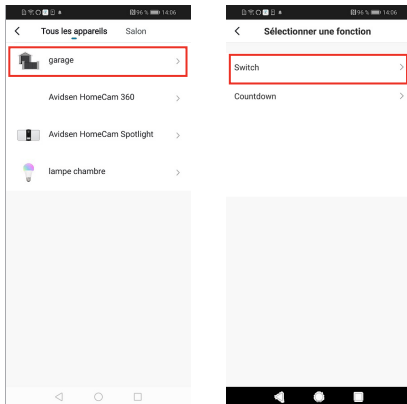 96 % 14:06
Tous les appareils Salon
garage
Avidsen HomeCam 360
Avidsen HomeCam Spotlight
lampe chambre
96 % 14:06
Sélectionner une fonction
Switch
Countdown